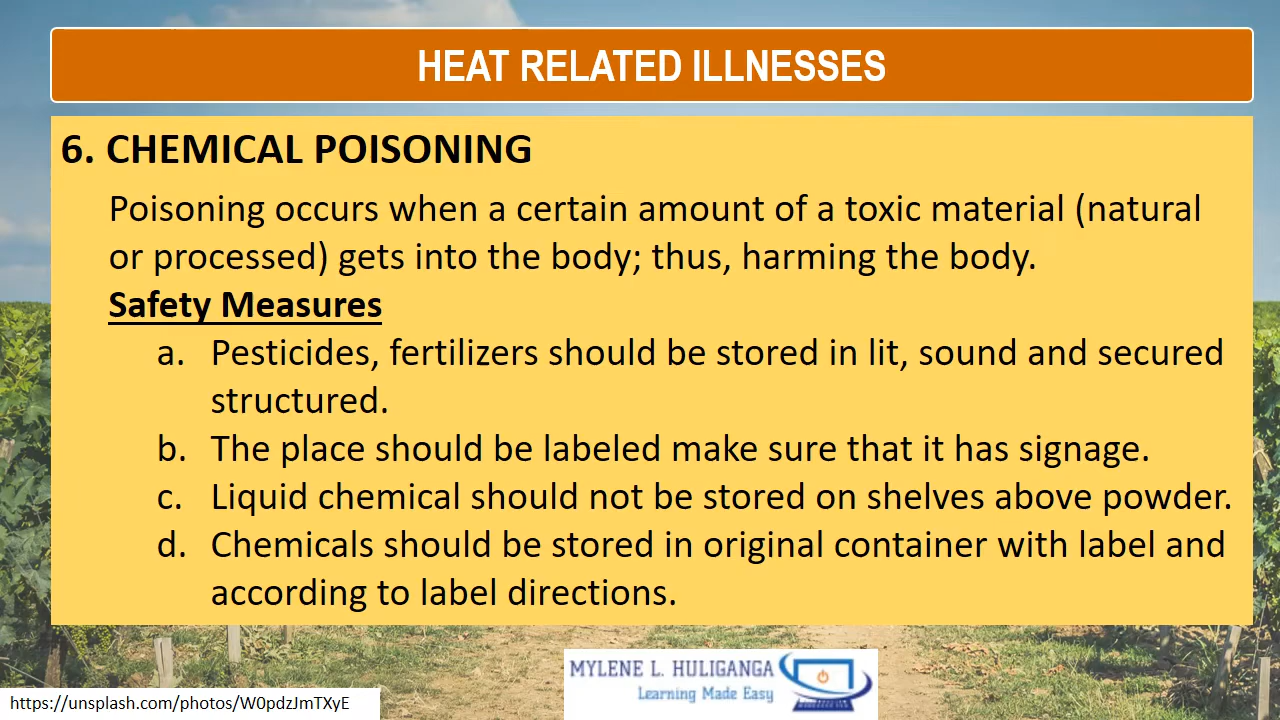 HEAT RELATED ILLNESSES
6. CHEMICAL POISONING
Poisoning occurs when a certain amount of a toxic material (natural
or processed) gets into the body; thus, harming the body.
Safety Measures
a. Pesticides, fertilizers should be stored in lit, sound and secured
structured.
b. The place should be labeled make sure that it has signage.
c. Liquid chemical should not be stored on shelves above powder.
d. Chemicals should be stored in original container with label and
according to label directions.
MYLENE L. HULIGANGA
Learning Made Easy
https://unsplash.com/photos/W0pdzJmTXyE